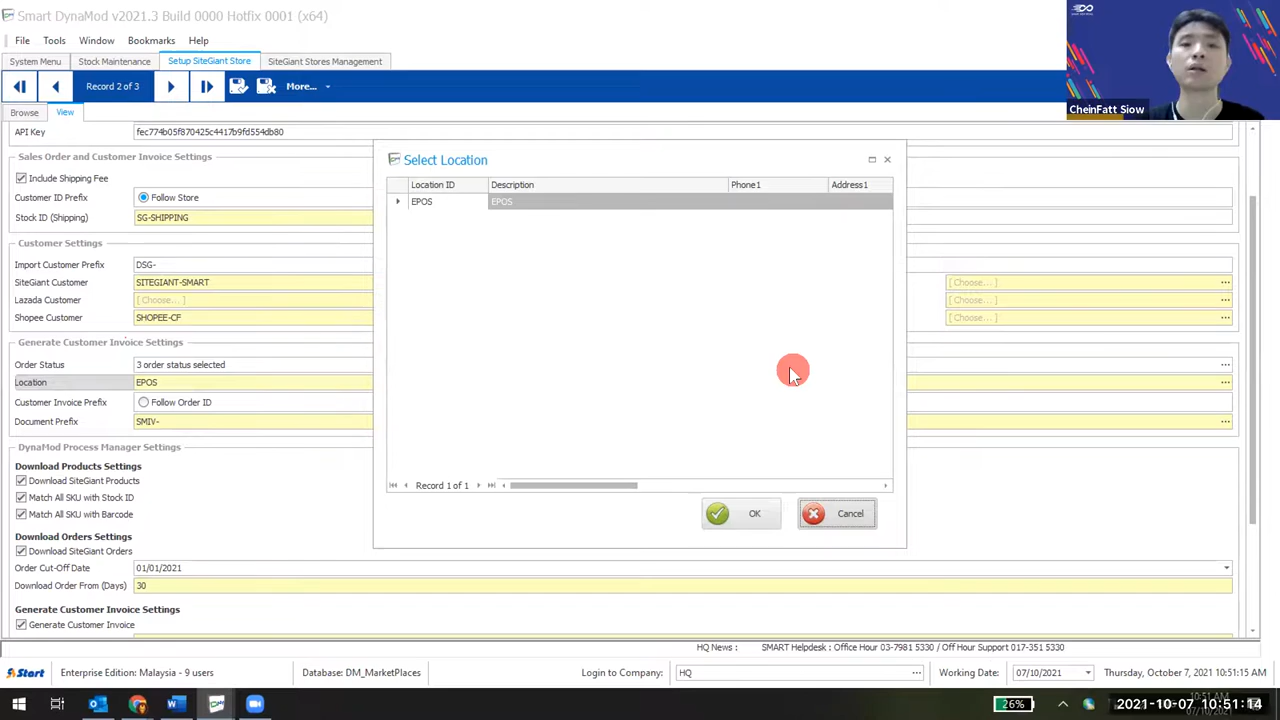 Smart DynaMod v2021.3 Build 0000 Hotfix 0001 (x64)
File Tools Window Bookmarks Help
System Menu Stock Maintenance Setup SiteGiant Store SiteGiant Stores Management
Record 2 of 3 More...
CheinFatt Siow
Browse View
API Key fec774b05f870425c4417b9fd554db80
Sales Order and Customer Invoice Settings
Include Shipping Fee
Customer ID Prefix Follow Store
Stock ID (Shipping) SG-SHIPPING
Customer Settings
Import Customer Prefix DSG-
SiteGiant Customer SITEGIANT-SMART [ Choose... ] ...
Lazada Customer [ Choose... ] [ Choose... ] ...
Shopee Customer SHOPEE-CF [ Choose... ] ...
Generate Customer Invoice Settings
Order Status 3 order status selected ...
Location EPOS ...
Customer Invoice Prefix Follow Order ID
Document Prefix SMIV- ...
DynaMod Process Manager Settings
Download Products Settings
Download SiteGiant Products
Match All SKU with Stock ID
Match All SKU with Barcode
Download Orders Settings
Download SiteGiant Orders
Order Cut-Off Date 01/01/2021
Download Order From (Days) 30
Generate Customer Invoice Settings
Generate Customer Invoice
Select Location
Location ID Description Phone1 Address1
EPOS EPOS
Record 1 of 1
OK Cancel
HQ News : SMART Helpdesk : Office Hour 03-7981 5330 / Off Hour Support 017-351 5330
Start Enterprise Edition: Malaysia - 9 users Database: DM_MarketPlaces Login to Company: HQ ... Working Date: 07/10/2021 Thursday, October 7, 2021 10:51:15 AM
26% 2021-10-07 10:51:14